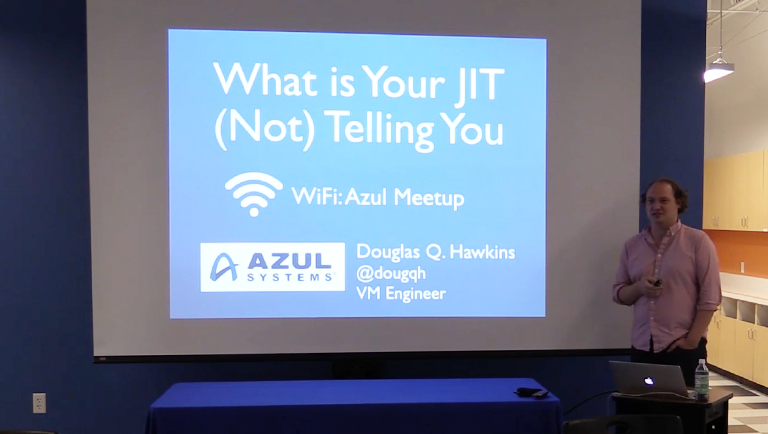 What is Your JIT
(Not) Telling You
WiFi: Azul Meetup
AZUL
SYSTEMS
Douglas Q. Hawkins
@dougqh
VM Engineer